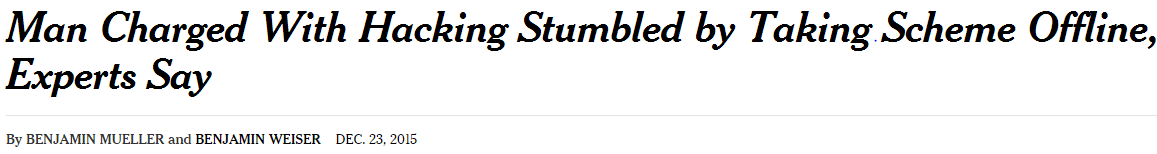 Man Charged With Hacking Stumbled by Taking Scheme Offline,
Experts Say
By BENJAMIN MUELLER and BENJAMIN WEISER DEC. 23, 2015